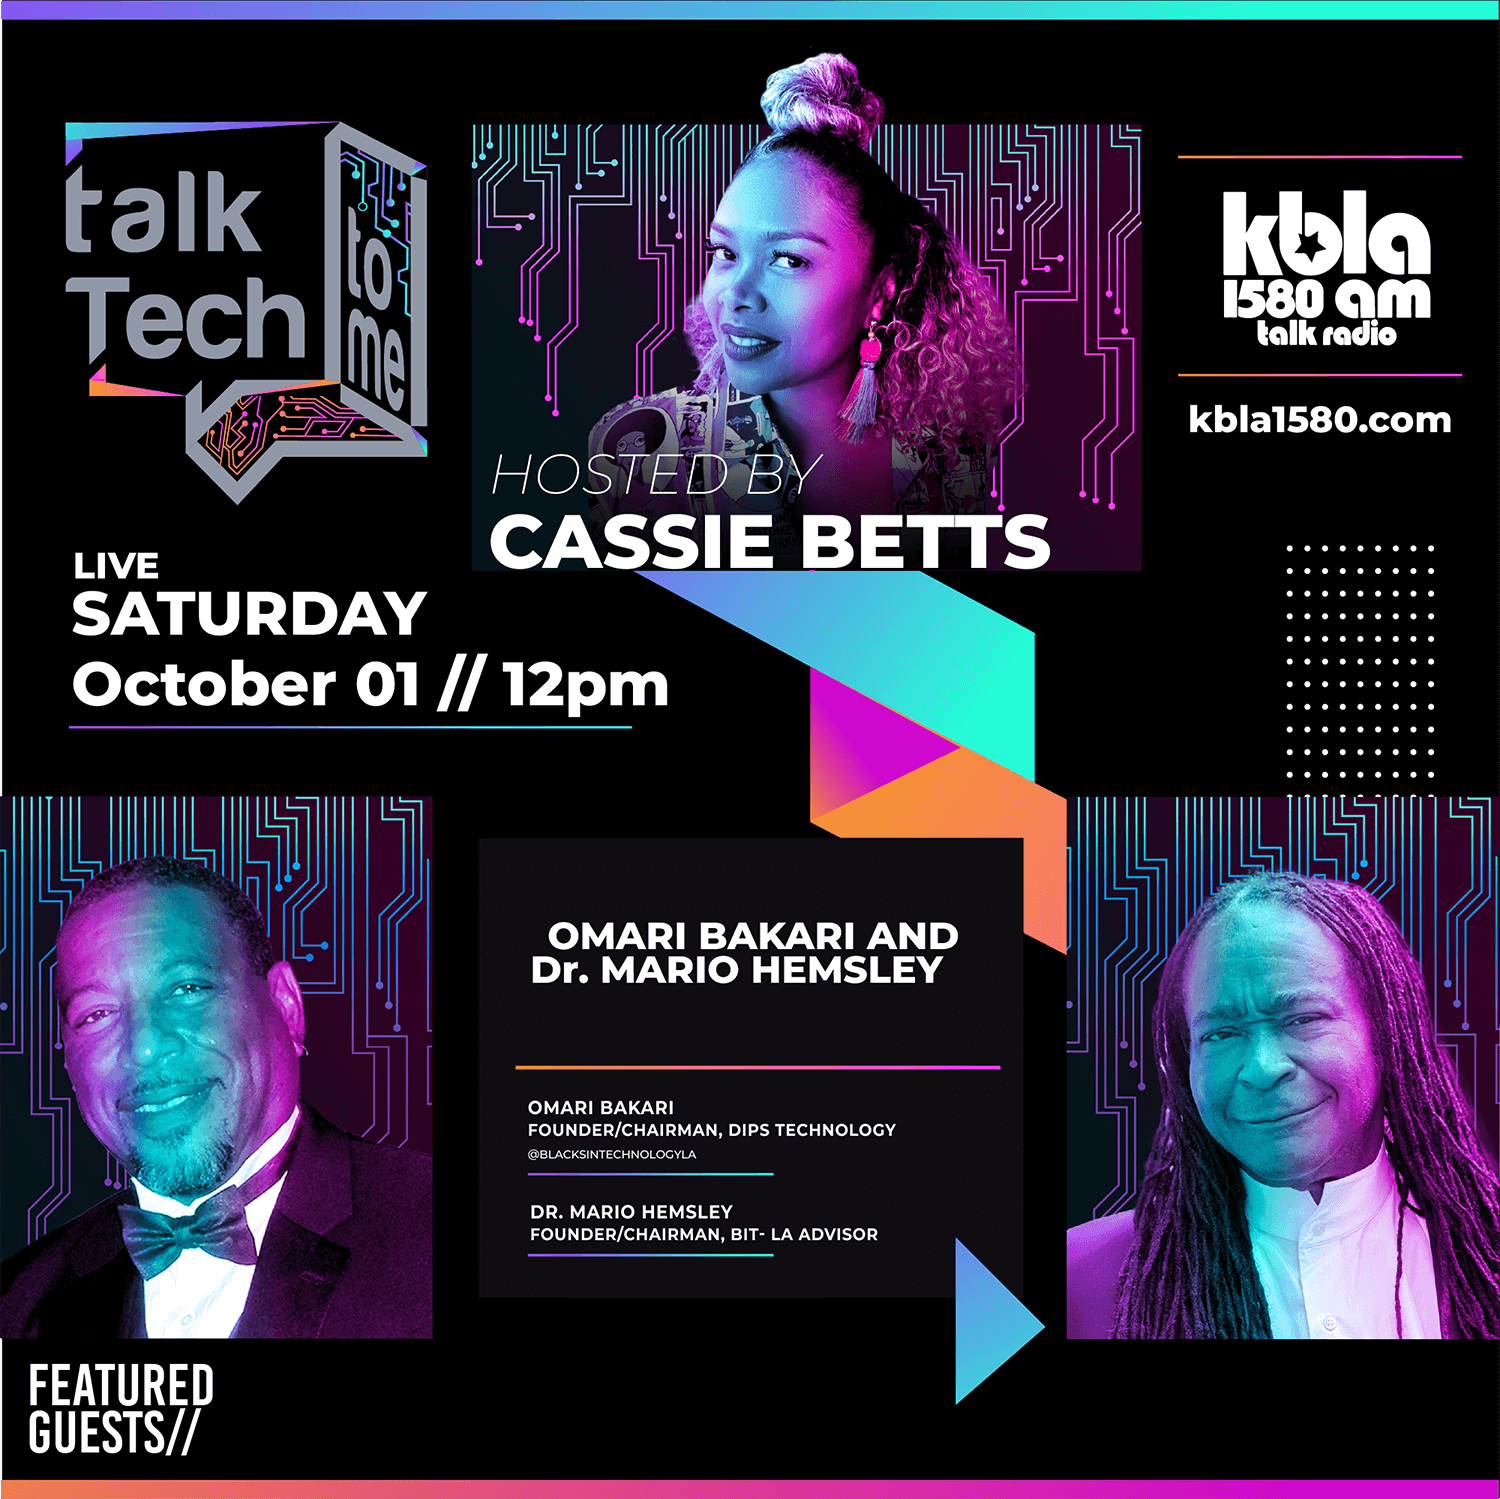 talk
Tech
to
me
HOSTED BY
CASSIE BETTS
kbla
1580 am
talk radio
kbla1580.com
LIVE
SATURDAY
October 01 // 12pm
OMARI BAKARI AND
Dr. MARIO HEMSLEY
OMARI BAKARI
FOUNDER/CHAIRMAN, DIPS TECHNOLOGY
@BLACKSINTECHNOLOGYLA
DR. MARIO HEMSLEY
FOUNDER/CHAIRMAN, BIT- LA ADVISOR
FEATURED
GUESTS//